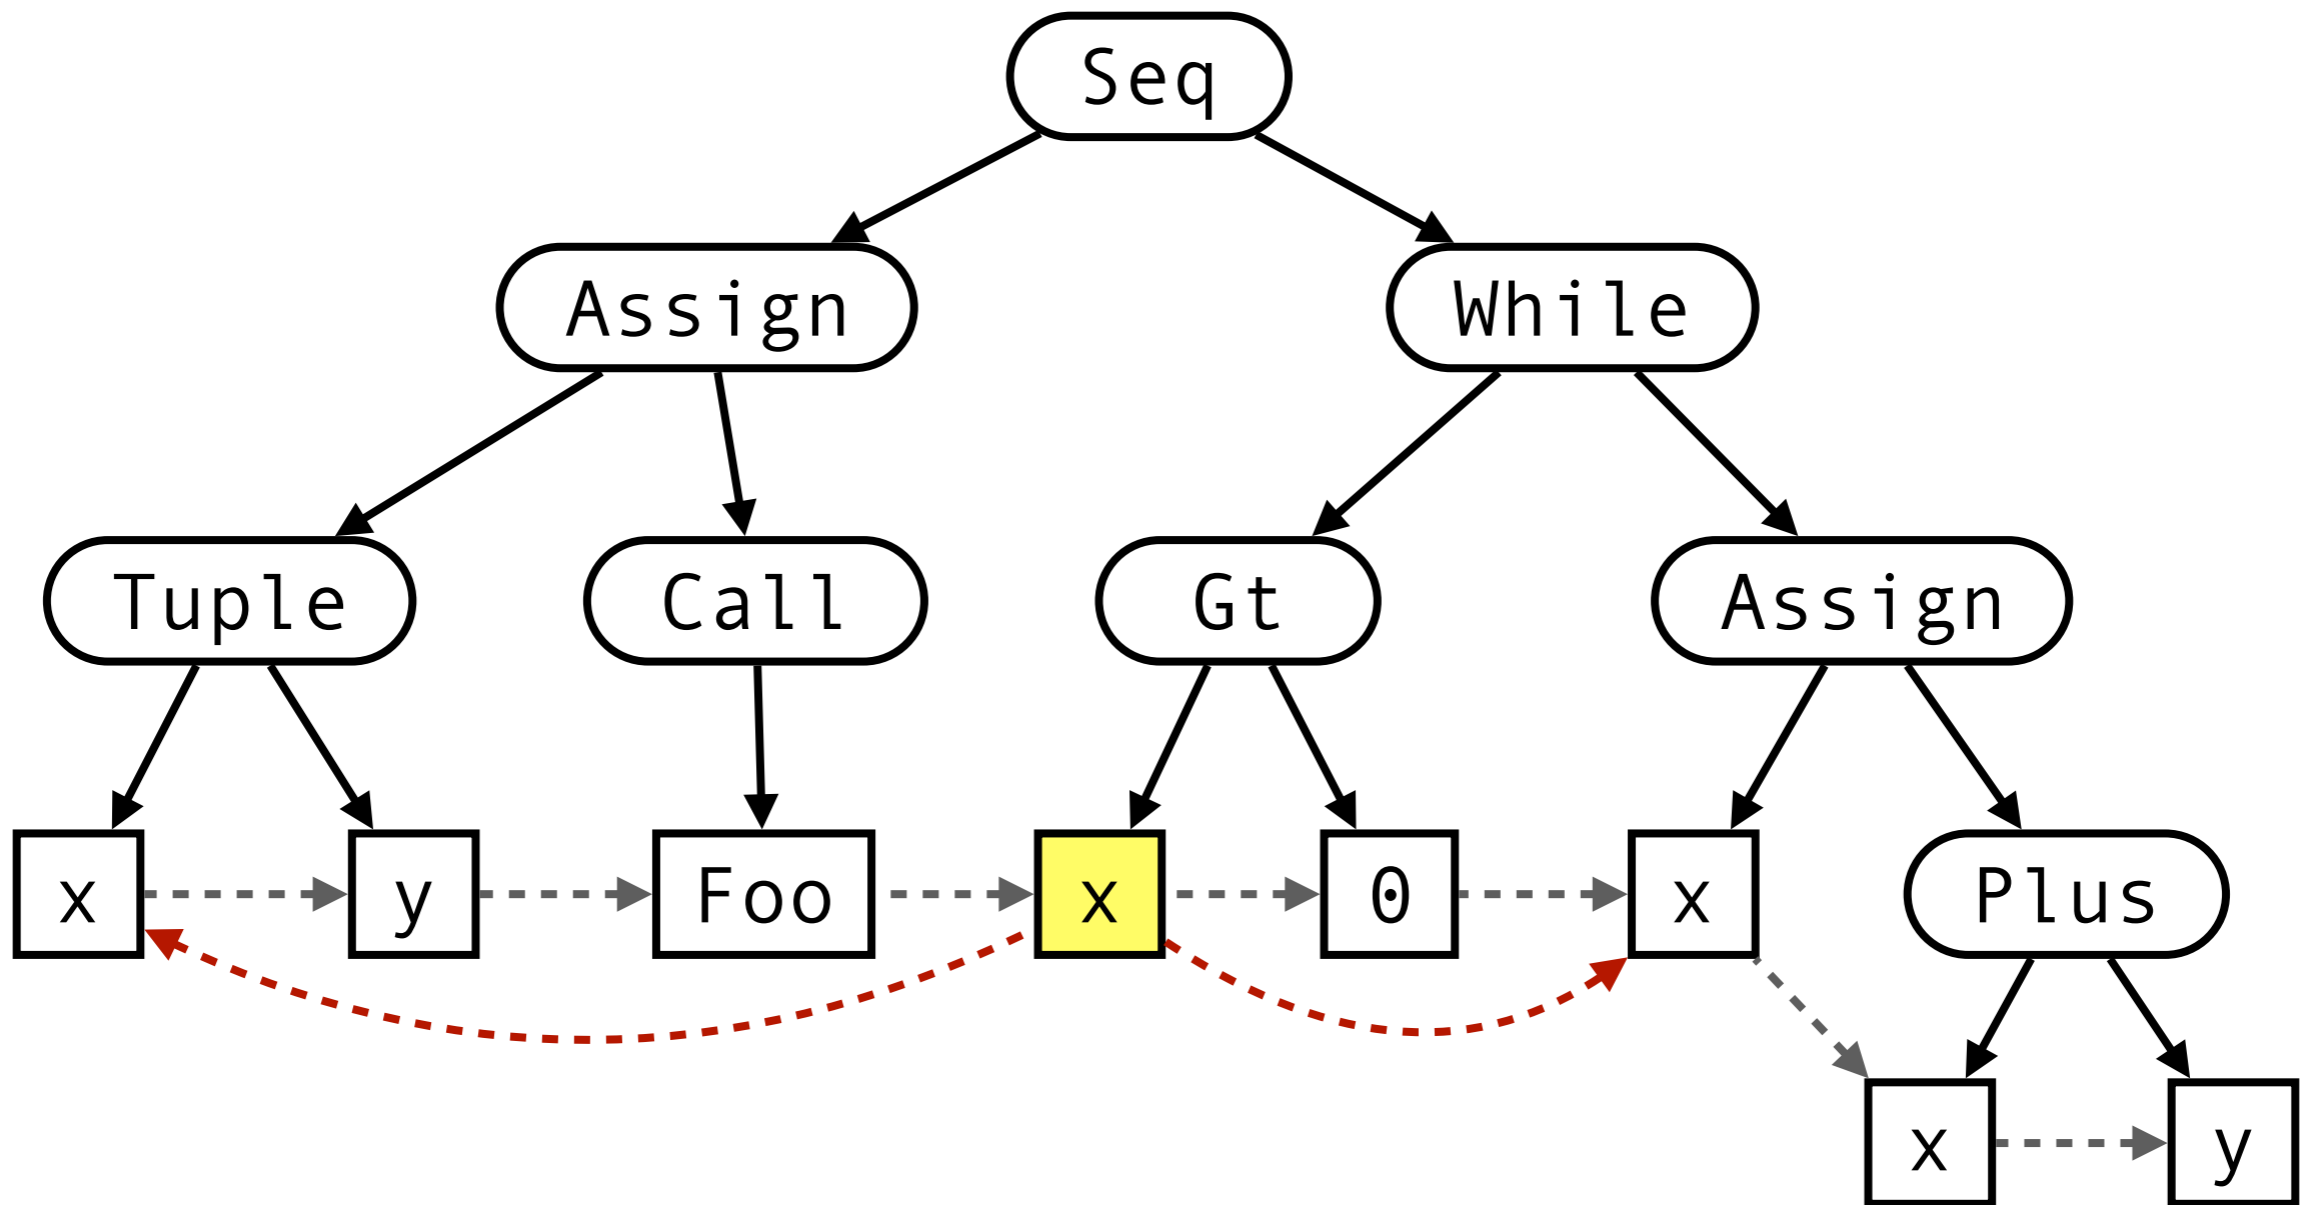 Seq
Assign
While
Tuple
Call
Gt
Assign
x
y
Foo
x
0
x
Plus
x
y